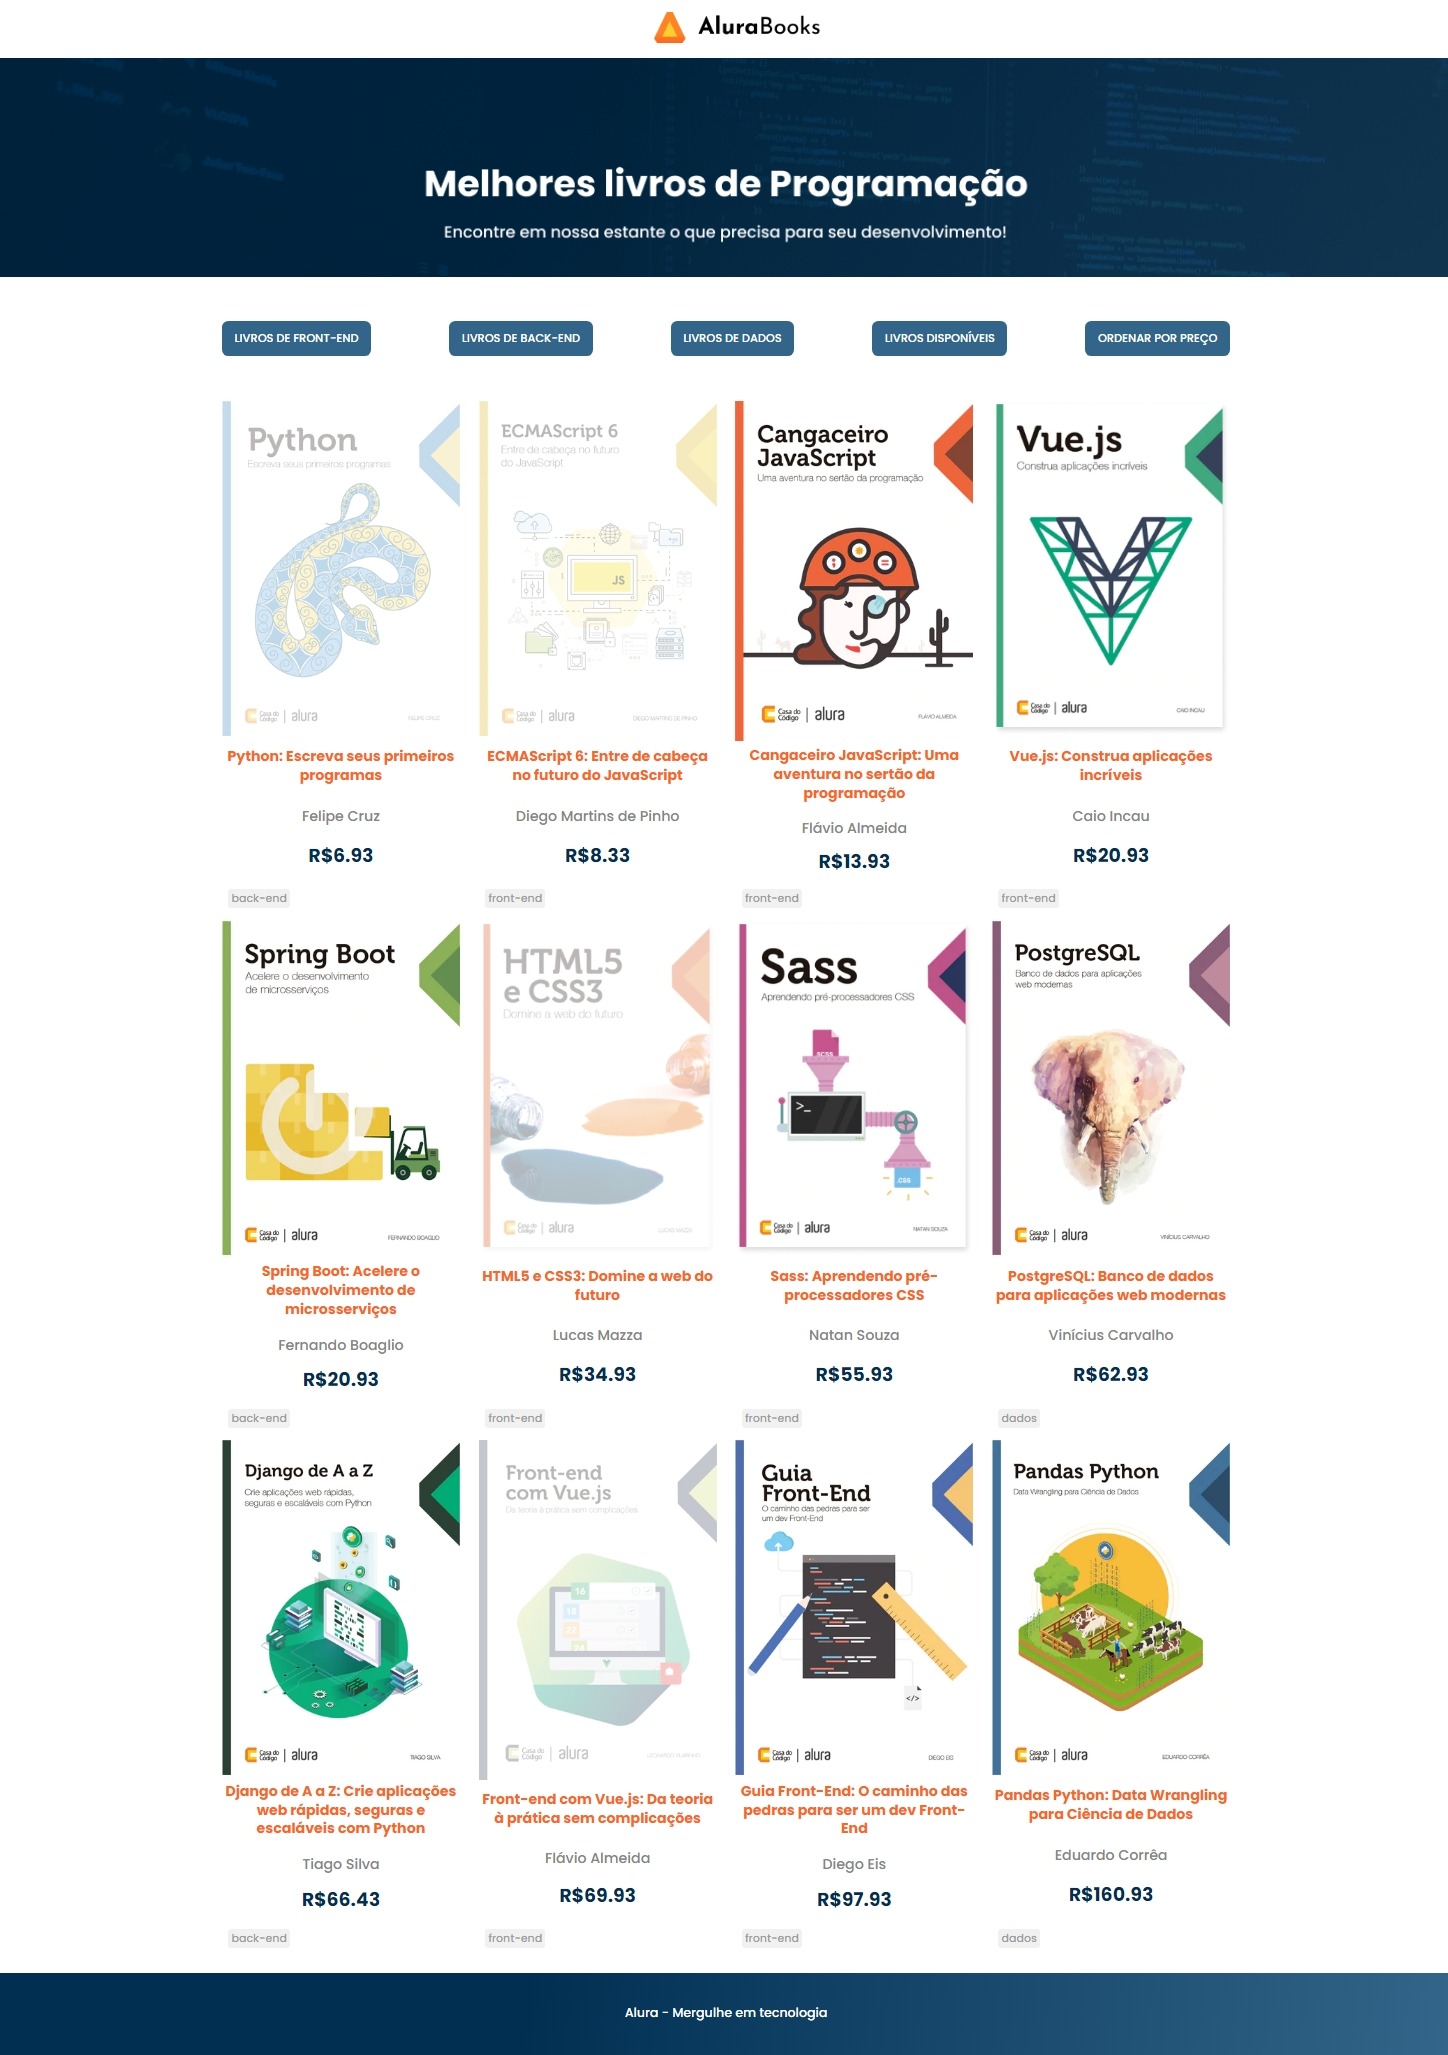 AluraBooks
Melhores livros de Programação
Encontre em nossa estante o que precisa para seu desenvolvimento!
LIVROS DE FRONT-END
LIVROS DE BACK-END
LIVROS DE DADOS
LIVROS DISPONÍVEIS
ORDENAR POR PREÇO
Python
Escreva seus primeiros programas
Casa do
Código
alura
FELIPE CRUZ
Python: Escreva seus primeiros
programas
Felipe Cruz
R$6.93
back-end
ECMAScript 6
Entre de cabeça no futuro
do JavaScript
JS
Casa do
Código
alura
DIEGO MARTINS DE PINHO
ECMAScript 6: Entre de cabeça
no futuro do JavaScript
Diego Martins de Pinho
R$8.33
front-end
Cangaceiro
JavaScript
Uma aventura no sertão da programação
Casa do
Código
alura
FLÁVIO ALMEIDA
Cangaceiro JavaScript: Uma
aventura no sertão da
programação
Flávio Almeida
R$13.93
front-end
Vue.js
Construa aplicações incríveis
Casa do
Código
alura
CAIO INCAU
Vue.js: Construa aplicações
incríveis
Caio Incau
R$20.93
front-end
Spring Boot
Acelere o desenvolvimento
de microsserviços
Casa do
Código
alura
FERNANDO BOAGLIO
Spring Boot: Acelere o
desenvolvimento de
microsserviços
Fernando Boaglio
R$20.93
back-end
HTML5
e CSS3
Domine a web do futuro
Casa do
Código
alura
LUCAS MAZZA
HTML5 e CSS3: Domine a web do
futuro
Lucas Mazza
R$34.93
front-end
Sass
Aprendendo pré-processadores CSS
SCSS
>_
.CSS
Casa do
Código
alura
NATAN SOUZA
Sass: Aprendendo pré-
processadores CSS
Natan Souza
R$55.93
front-end
PostgreSQL
Banco de dados para aplicações
web modernas
Casa do
Código
alura
VINÍCIUS CARVALHO
PostgreSQL: Banco de dados
para aplicações web modernas
Vinícius Carvalho
R$62.93
dados
Django de A a Z
Crie aplicações web rápidas,
seguras e escaláveis com Python
Casa do
Código
alura
TIAGO SILVA
Django de A a Z: Crie aplicações
web rápidas, seguras e
escaláveis com Python
Tiago Silva
R$66.43
back-end
Front-end
com Vue.js
Da teoria à prática sem complicações
16
18
22
24
Casa do
Código
alura
Front-end com Vue.js: Da teoria
à prática sem complicações
Flávio Almeida
R$69.93
front-end
Guia
Front-End
O caminho das pedras para ser
um dev Front-End
</>
Casa do
Código
alura
DIEGO EIS
Guia Front-End: O caminho das
pedras para ser um dev Front-
End
Diego Eis
R$97.93
front-end
Pandas Python
Data Wrangling para Ciência de Dados
Casa do
Código
alura
EDUARDO CORRÊA
Pandas Python: Data Wrangling
para Ciência de Dados
Eduardo Corrêa
R$160.93
dados
Alura - Mergulhe em tecnologia